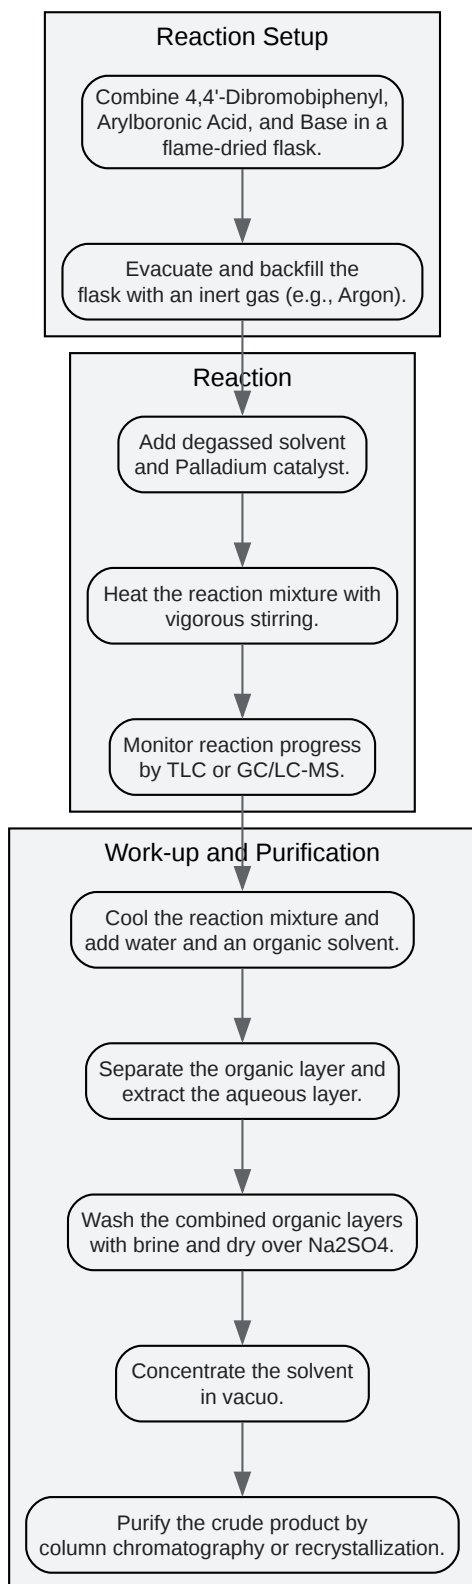 Reaction Setup
Combine 4,4'-Dibromobiphenyl,
Arylboronic Acid, and Base in a
flame-dried flask.
Evacuate and backfill the
flask with an inert gas (e.g., Argon).
Reaction
Add degassed solvent
and Palladium catalyst.
Heat the reaction mixture with
vigorous stirring.
Monitor reaction progress
by TLC or GC/LC-MS.
Work-up and Purification
Cool the reaction mixture and
add water and an organic solvent.
Separate the organic layer and
extract the aqueous layer.
Wash the combined organic layers
with brine and dry over Na2SO4.
Concentrate the solvent
in vacuo.
Purify the crude product by
column chromatography or recrystallization.